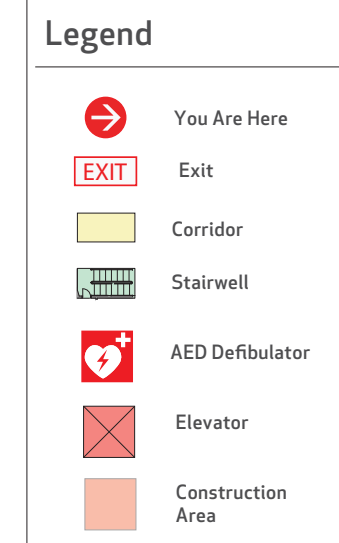 Legend
You Are Here
EXIT
Exit
Corridor
Stairwell
AED Defibulator
Elevator
Construction
Area